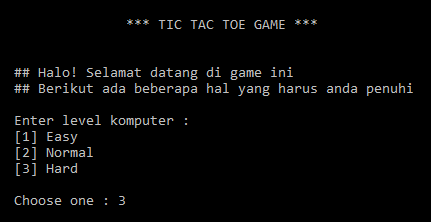 *** TIC TAC TOE GAME ***
## Halo! Selamat datang di game ini
## Berikut ada beberapa hal yang harus anda penuhi
Enter level komputer :
[1] Easy
[2] Normal
[3] Hard
Choose one : 3